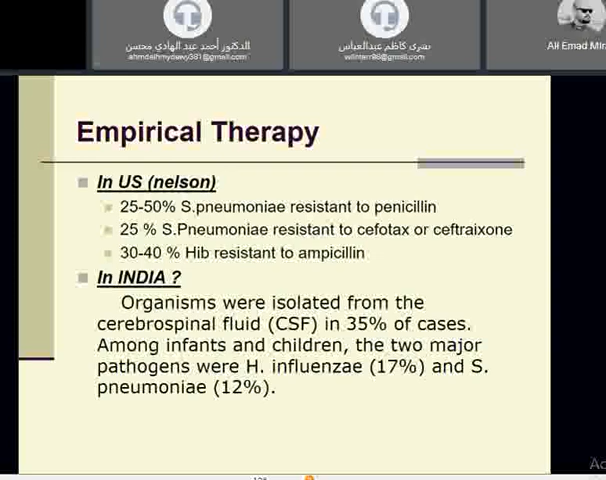 الدكتور أحمد عبد الهادي محسن
بشرى كاظم عبدالعباس
Ali Emad Mir
Empirical Therapy
In US (nelson)
25-50% S.pneumoniae resistant to penicillin
25 % S.Pneumoniae resistant to cefotax or ceftraixone
30-40 % Hib resistant to ampicillin
In INDIA ?
Organisms were isolated from the
cerebrospinal fluid (CSF) in 35% of cases.
Among infants and children, the two major
pathogens were H. influenzae (17%) and S.
pneumoniae (12%).
Ac